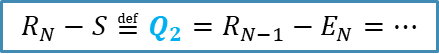 R_N − S ≝ Q_2 = R_{N−1} − E_N = ⋯